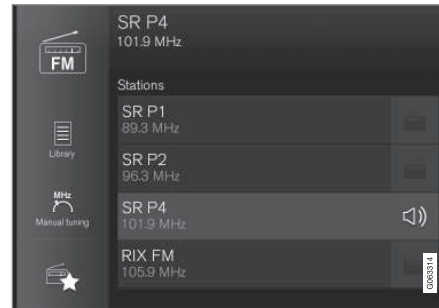 SR P4
101.9 MHz
FM
Stations
SR P1
89.3 MHz
Library
SR P2
96.3 MHz
MHz
Manual tuning
SR P4
101.9 MHz
RIX FM
105.9 MHz
G063314